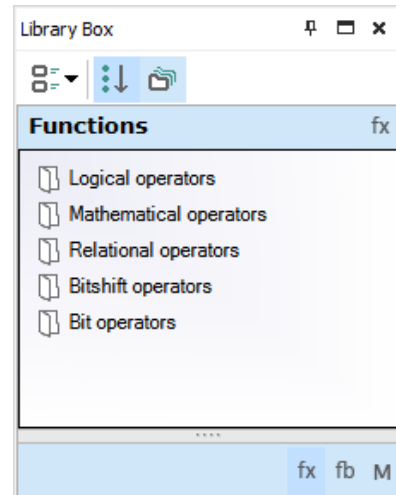 Library Box
Functions fx
Logical operators
Mathematical operators
Relational operators
Bitshift operators
Bit operators
fx fb M